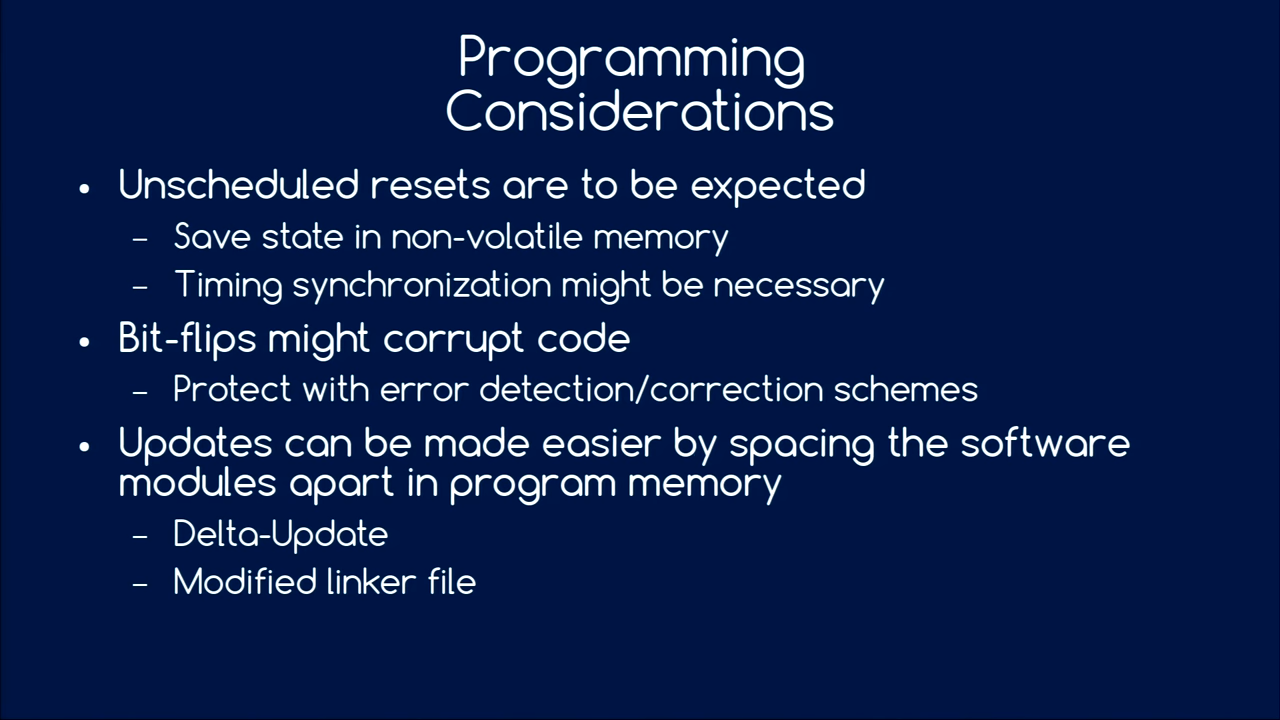 Programming
Considerations
• Unscheduled resets are to be expected
– Save state in non-volatile memory
– Timing synchronization might be necessary
• Bit-flips might corrupt code
– Protect with error detection/correction schemes
• Updates can be made easier by spacing the software
modules apart in program memory
– Delta-Update
– Modified linker file